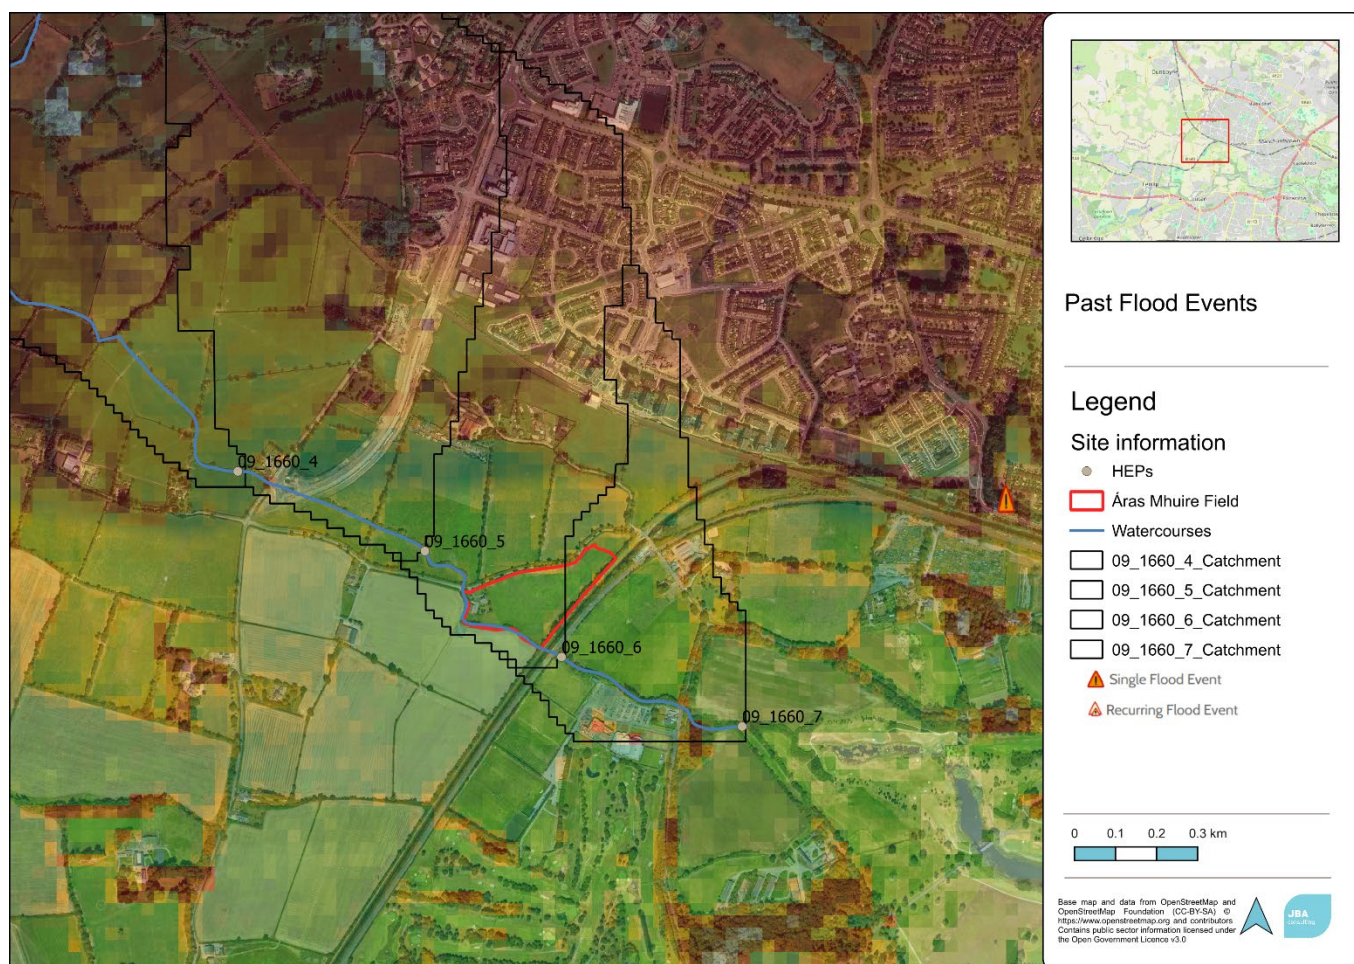 09_1660_4
09_1660_5
09_1660_6
09_1660_7
Past Flood Events
Legend
Site information
HEPs
Áras Mhuire Field
Watercourses
09_1660_4_Catchment
09_1660_5_Catchment
09_1660_6_Catchment
09_1660_7_Catchment
Single Flood Event
Recurring Flood Event
0 0.1 0.2 0.3 km
Base map and data from OpenStreetMap and
OpenStreetMap Foundation (CC-BY-SA) ©
https://www.openstreetmap.org and contributors
Contains public sector information licensed under
the Open Government Licence v3.0
JBA
consulting